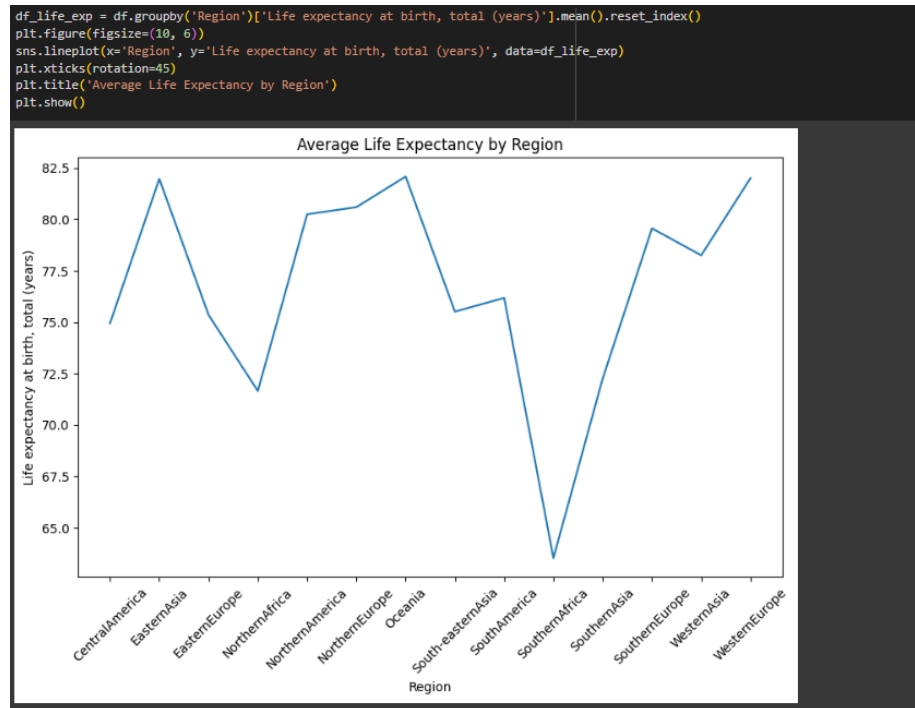 df_life_exp = df.groupby('Region')['Life expectancy at birth, total (years)'].mean().reset_index()
plt.figure(figsize=(10, 6))
sns.lineplot(x='Region', y='Life expectancy at birth, total (years)', data=df_life_exp)
plt.xticks(rotation=45)
plt.title('Average Life Expectancy by Region')
plt.show()
Average Life Expectancy by Region
Life expectancy at birth, total (years)
82.5
80.0
77.5
75.0
72.5
70.0
67.5
65.0
CentralAmerica
EasternAsia
EasternEurope
NorthernAfrica
NorthernAmerica
NorthernEurope
Oceania
South-easternAsia
SouthAmerica
SouthernAfrica
SouthernAsia
SouthernEurope
WesternAsia
WesternEurope
Region